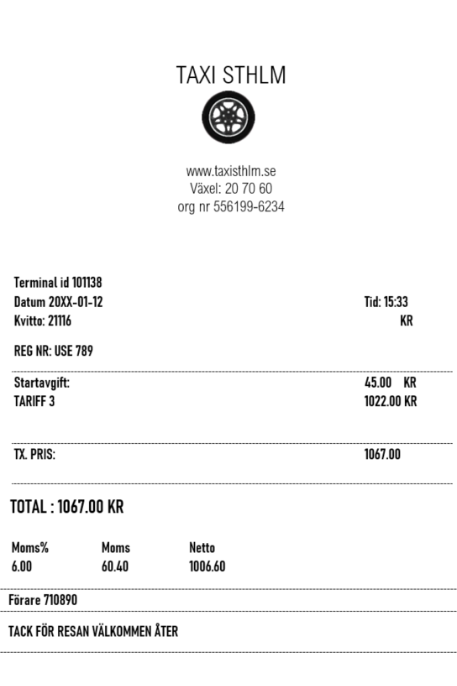 TAXI STHLM
www.taxisthlm.se
Växel: 20 70 60
org nr 556199-6234
Terminal id 101138
Datum 20XX-01-12 Tid: 15:33
Kvitto: 21116 KR
REG NR: USE 789
Startavgift: 45.00 KR
TARIFF 3 1022.00 KR
TX. PRIS: 1067.00
TOTAL : 1067.00 KR
Moms% Moms Netto
6.00 60.40 1006.60
Förare 710890
TACK FÖR RESAN VÄLKOMMEN ÅTER